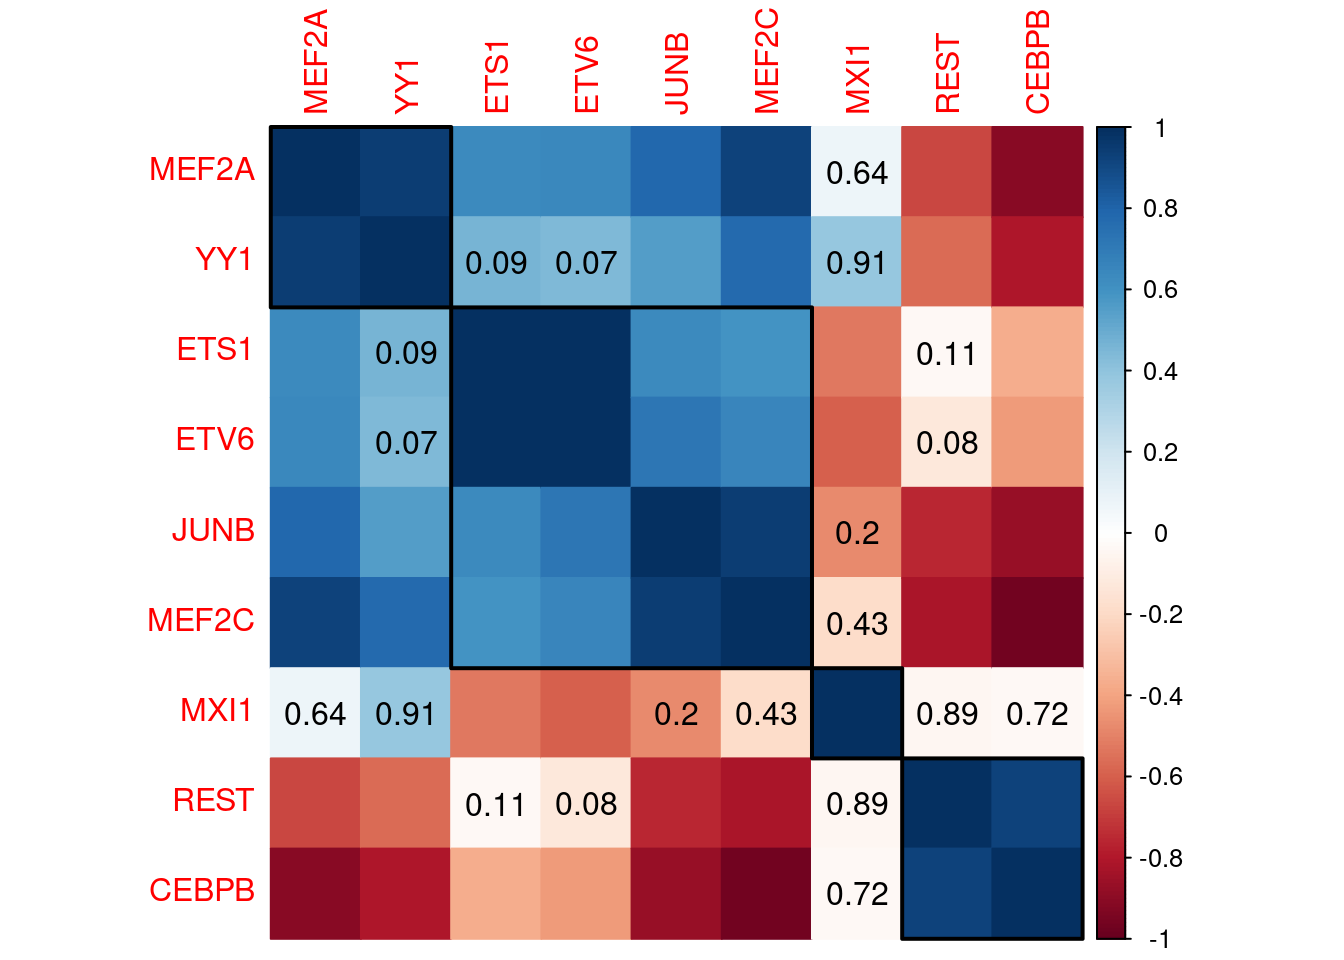 MEF2A YY1 ETS1 ETV6 JUNB MEF2C MXI1 REST CEBPB
MEF2A 0.64
YY1 0.09 0.07 0.91
ETS1 0.09 0.11
ETV6 0.07 0.08
JUNB 0.2
MEF2C 0.43
MXI1 0.64 0.91 0.2 0.43 0.89 0.72
REST 0.11 0.08 0.89
CEBPB 0.72
1
0.8
0.6
0.4
0.2
0
-0.2
-0.4
-0.6
-0.8
-1